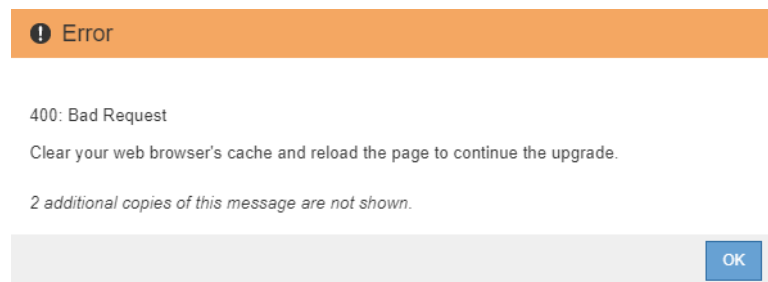 Error
400: Bad Request
Clear your web browser's cache and reload the page to continue the upgrade.
2 additional copies of this message are not shown.
OK